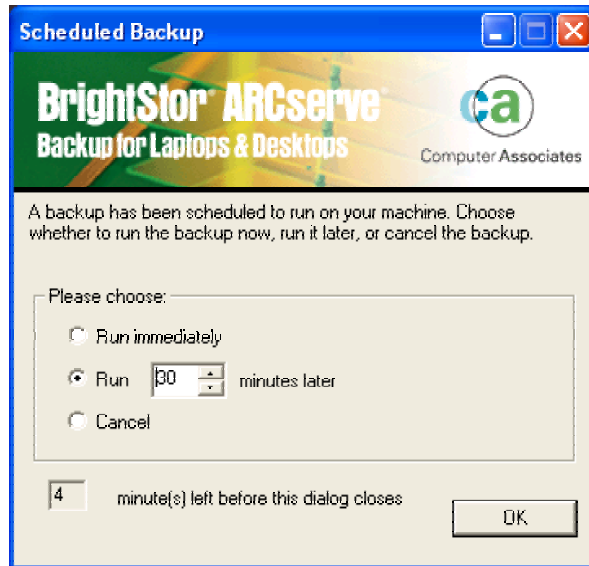 Scheduled Backup
BrightStor® ARCserve®
Backup for Laptops & Desktops
ca
Computer Associates
A backup has been scheduled to run on your machine. Choose
whether to run the backup now, run it later, or cancel the backup.
Please choose:
Run immediately
Run 30 minutes later
Cancel
4 minute(s) left before this dialog closes
OK